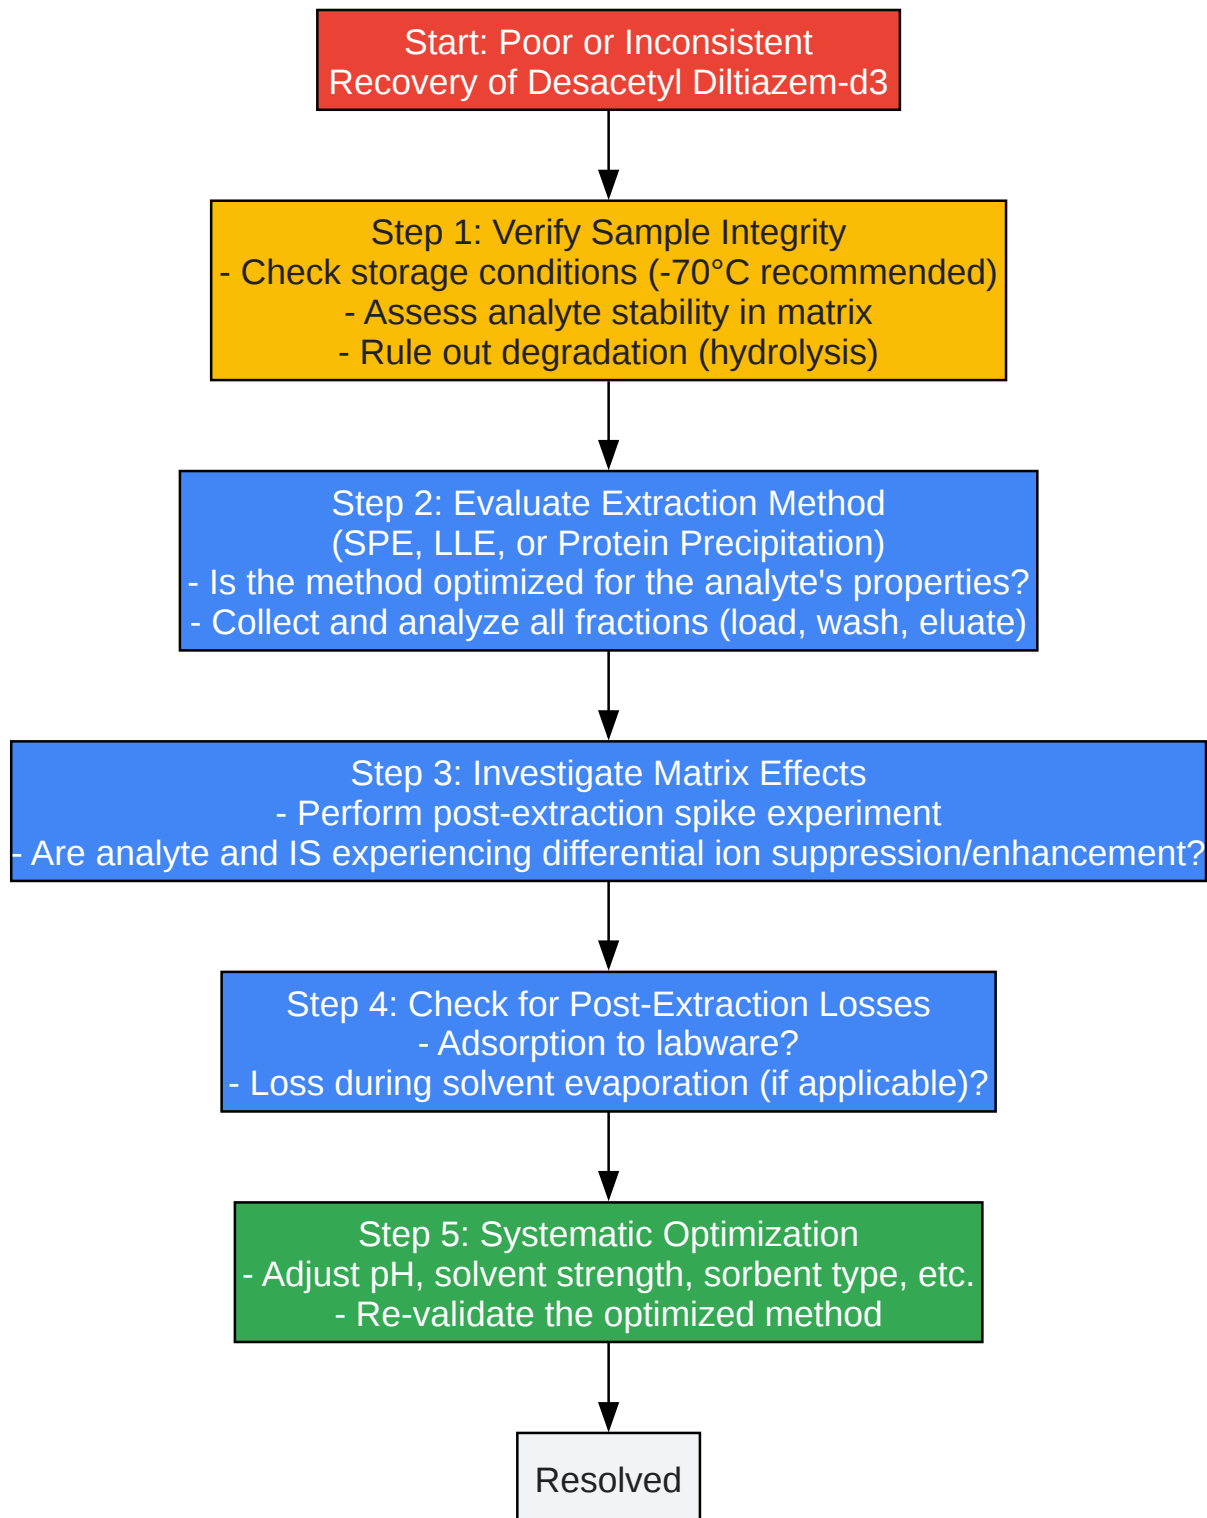 Start: Poor or Inconsistent
Recovery of Desacetyl Diltiazem-d3
Step 1: Verify Sample Integrity
- Check storage conditions (-70°C recommended)
- Assess analyte stability in matrix
- Rule out degradation (hydrolysis)
Step 2: Evaluate Extraction Method
(SPE, LLE, or Protein Precipitation)
- Is the method optimized for the analyte's properties?
- Collect and analyze all fractions (load, wash, eluate)
Step 3: Investigate Matrix Effects
- Perform post-extraction spike experiment
- Are analyte and IS experiencing differential ion suppression/enhancement?
Step 4: Check for Post-Extraction Losses
- Adsorption to labware?
- Loss during solvent evaporation (if applicable)?
Step 5: Systematic Optimization
- Adjust pH, solvent strength, sorbent type, etc.
- Re-validate the optimized method
Resolved